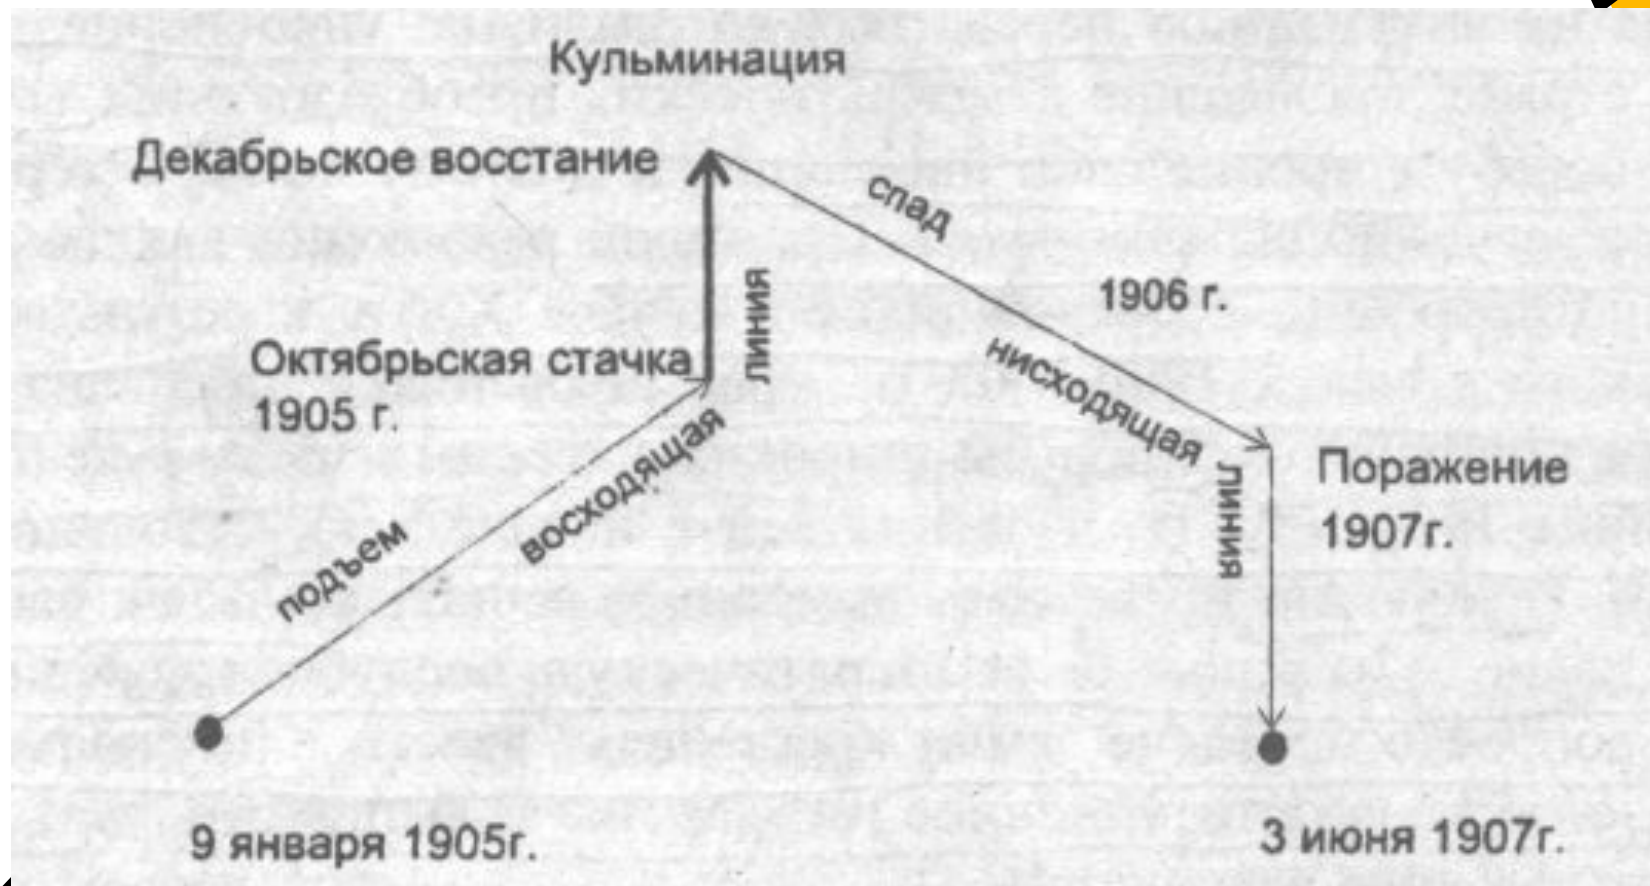 Кульминация
Декабрьское восстание
спад
линия
1906 г.
Октябрьская стачка
1905 г.
нисходящая
восходящая
линия
Поражение
1907г.
подъем
9 января 1905г.
3 июня 1907г.